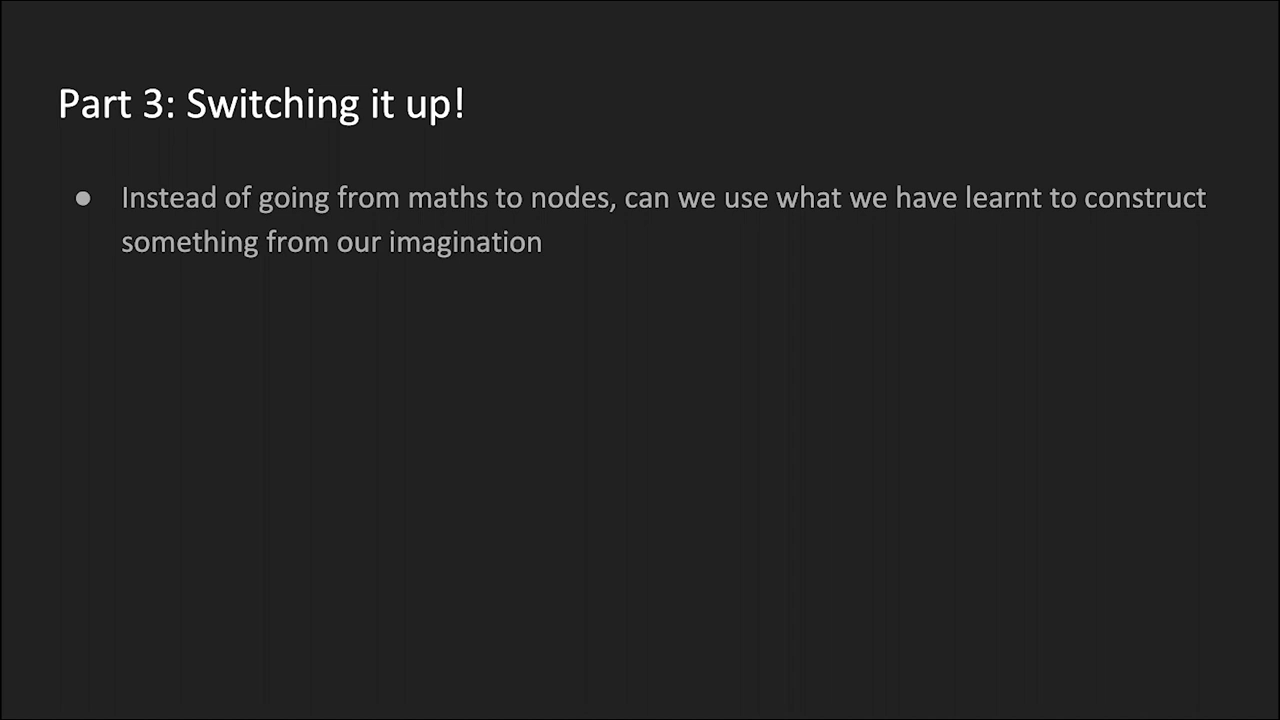 Part 3: Switching it up!
● Instead of going from maths to nodes, can we use what we have learnt to construct
something from our imagination